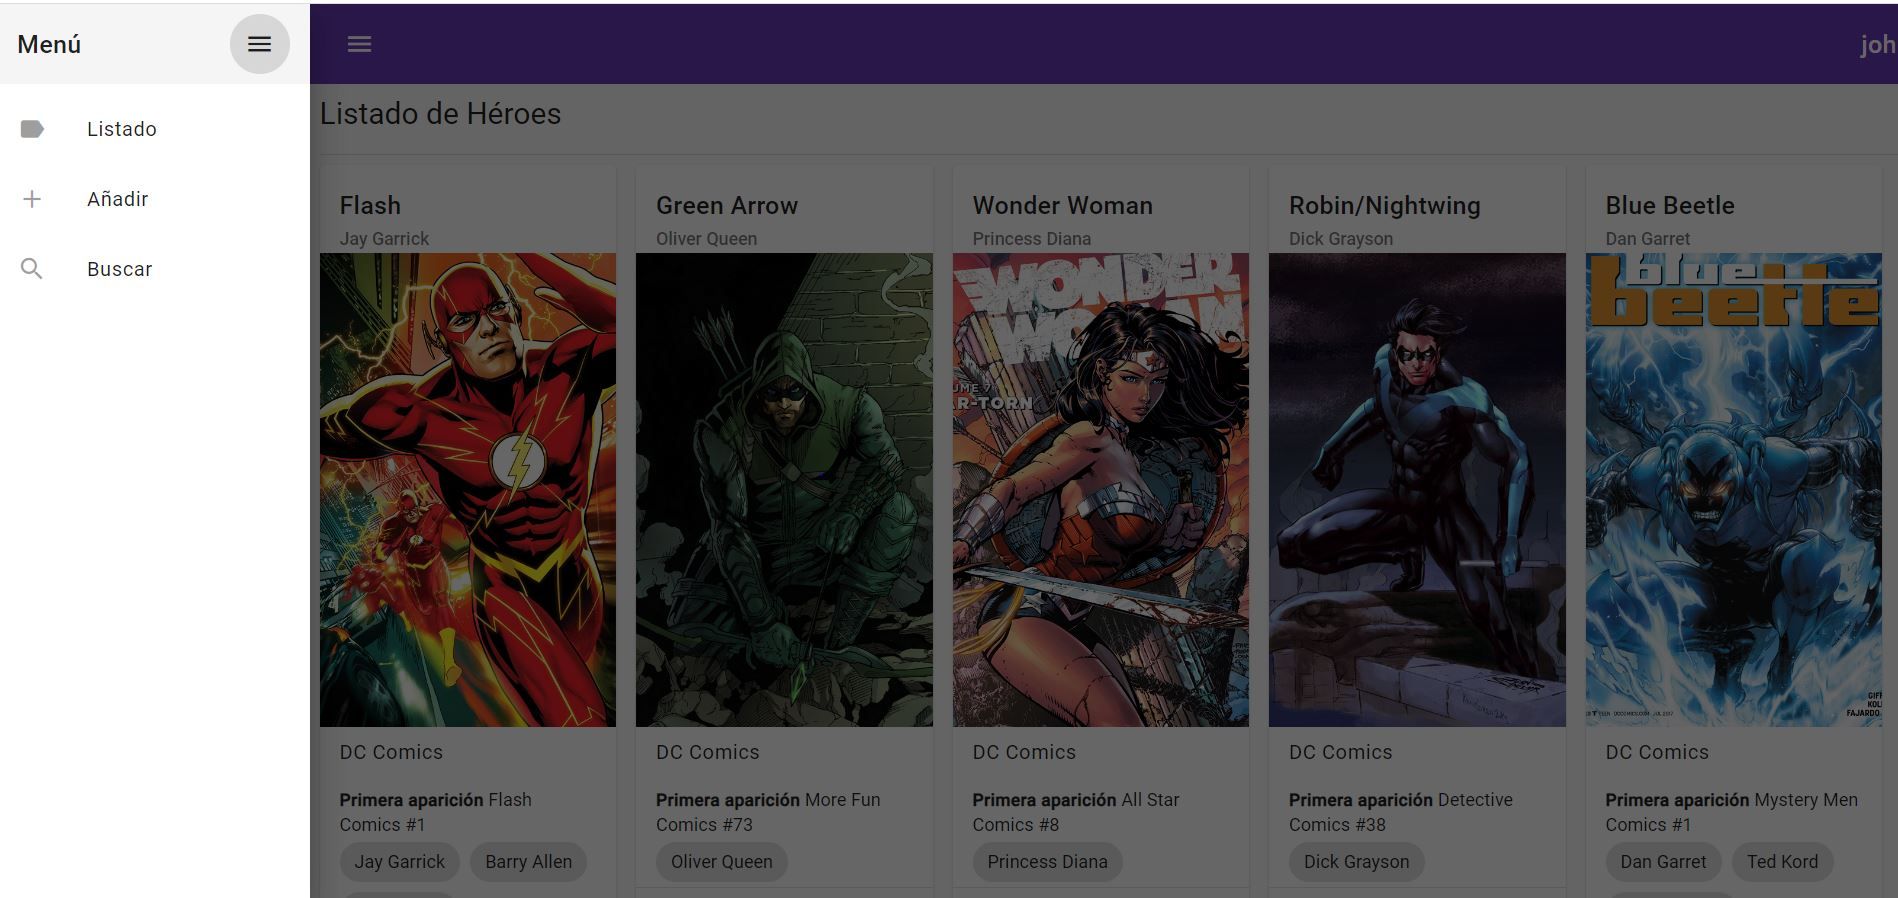 Menú
joh
Listado de Héroes
Listado
Añadir
Buscar
Flash
Jay Garrick
Green Arrow
Oliver Queen
Wonder Woman
Princess Diana
Robin/Nightwing
Dick Grayson
Blue Beetle
Dan Garret
WONDER
WOMAN
UME 7
R-TORN
blue
beetle
DC Comics
Primera aparición Flash
Comics #1
Jay Garrick
Barry Allen
DC Comics
Primera aparición More Fun
Comics #73
Oliver Queen
DC Comics
Primera aparición All Star
Comics #8
Princess Diana
DC Comics
Primera aparición Detective
Comics #38
Dick Grayson
GIFF
KOL
FAJARDO
DC Comics
Primera aparición Mystery Men
Comics #1
Dan Garret
Ted Kord